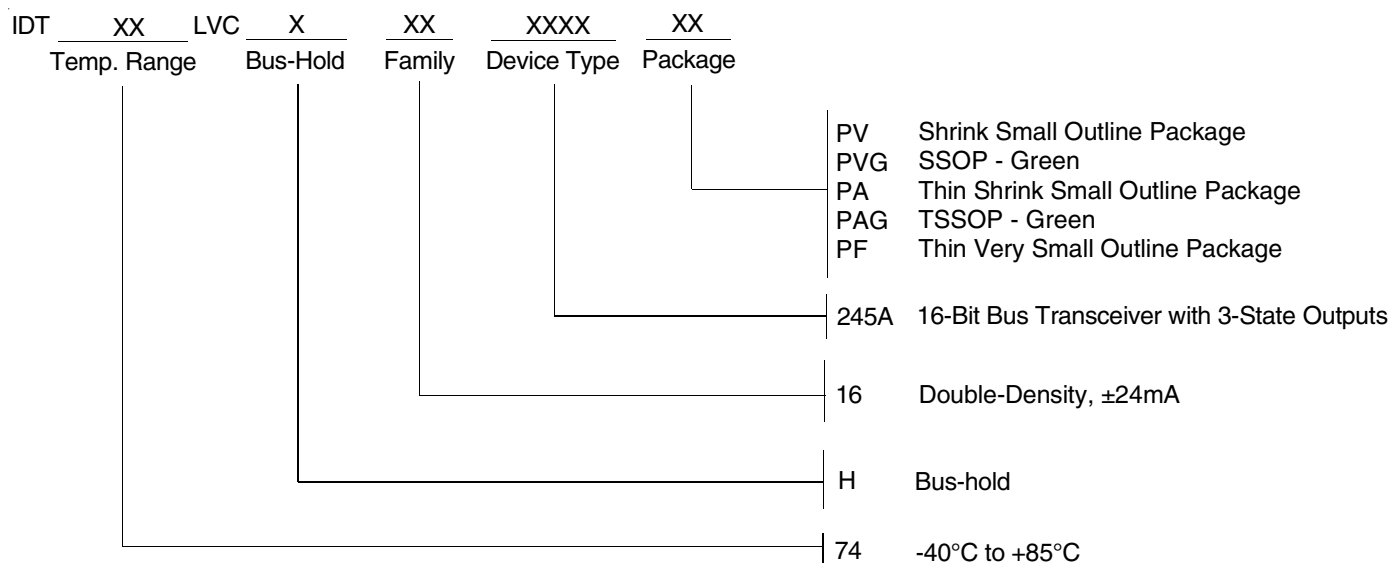 IDT XX LVC X XX XXXX XX
Temp. Range Bus-Hold Family Device Type Package
PV Shrink Small Outline Package
PVG SSOP - Green
PA Thin Shrink Small Outline Package
PAG TSSOP - Green
PF Thin Very Small Outline Package
245A 16-Bit Bus Transceiver with 3-State Outputs
16 Double-Density, ±24mA
H Bus-hold
74 -40°C to +85°C